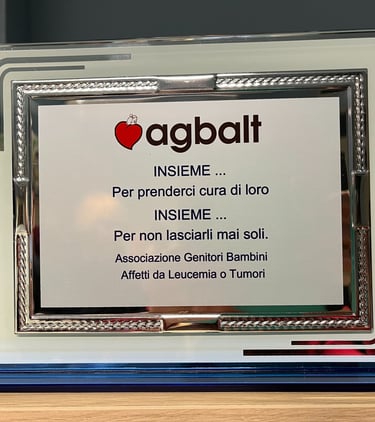 agbalt
INSIEME ...
Per prenderci cura di loro
INSIEME ...
Per non lasciarli mai soli.
Associazione Genitori Bambini
Affetti da Leucemia o Tumori